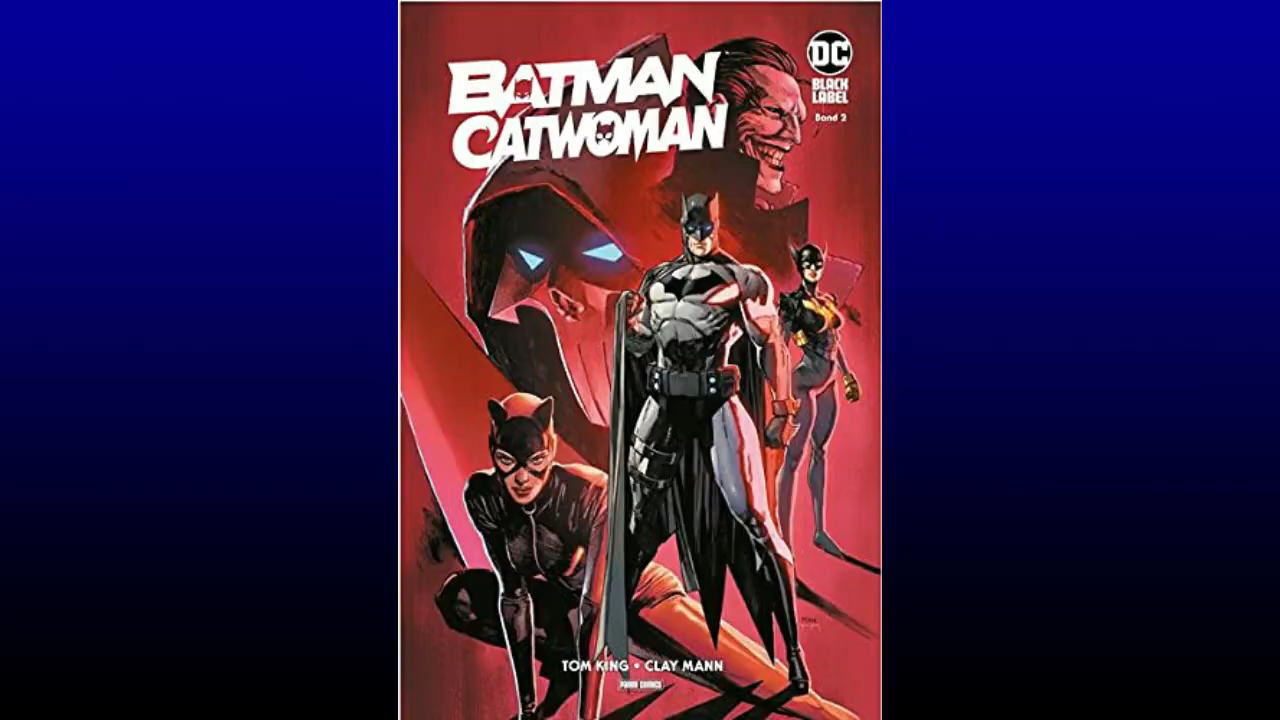 BATMAN
CATWOMAN
DC
BLACK
LABEL
Band 2
TOM KING • CLAY MANN
PANINI COMICS